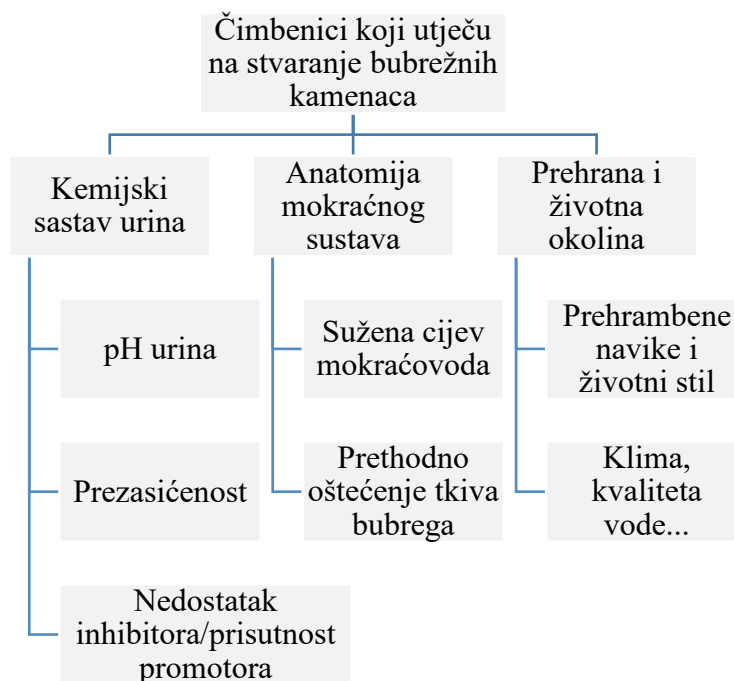 Čimbenici koji utječu
na stvaranje bubrežnih
kamenaca
Kemijski
sastav urina
pH urina
Prezasićenost
Nedostatak
inhibitora/prisutnost
promotora
Anatomija
mokraćnog
sustava
Sužena cijev
mokraćovoda
Prethodno
oštećenje tkiva
bubrega
Prehrana i
životna
okolina
Prehrambene
navike i
životni stil
Klima,
kvaliteta
vode...